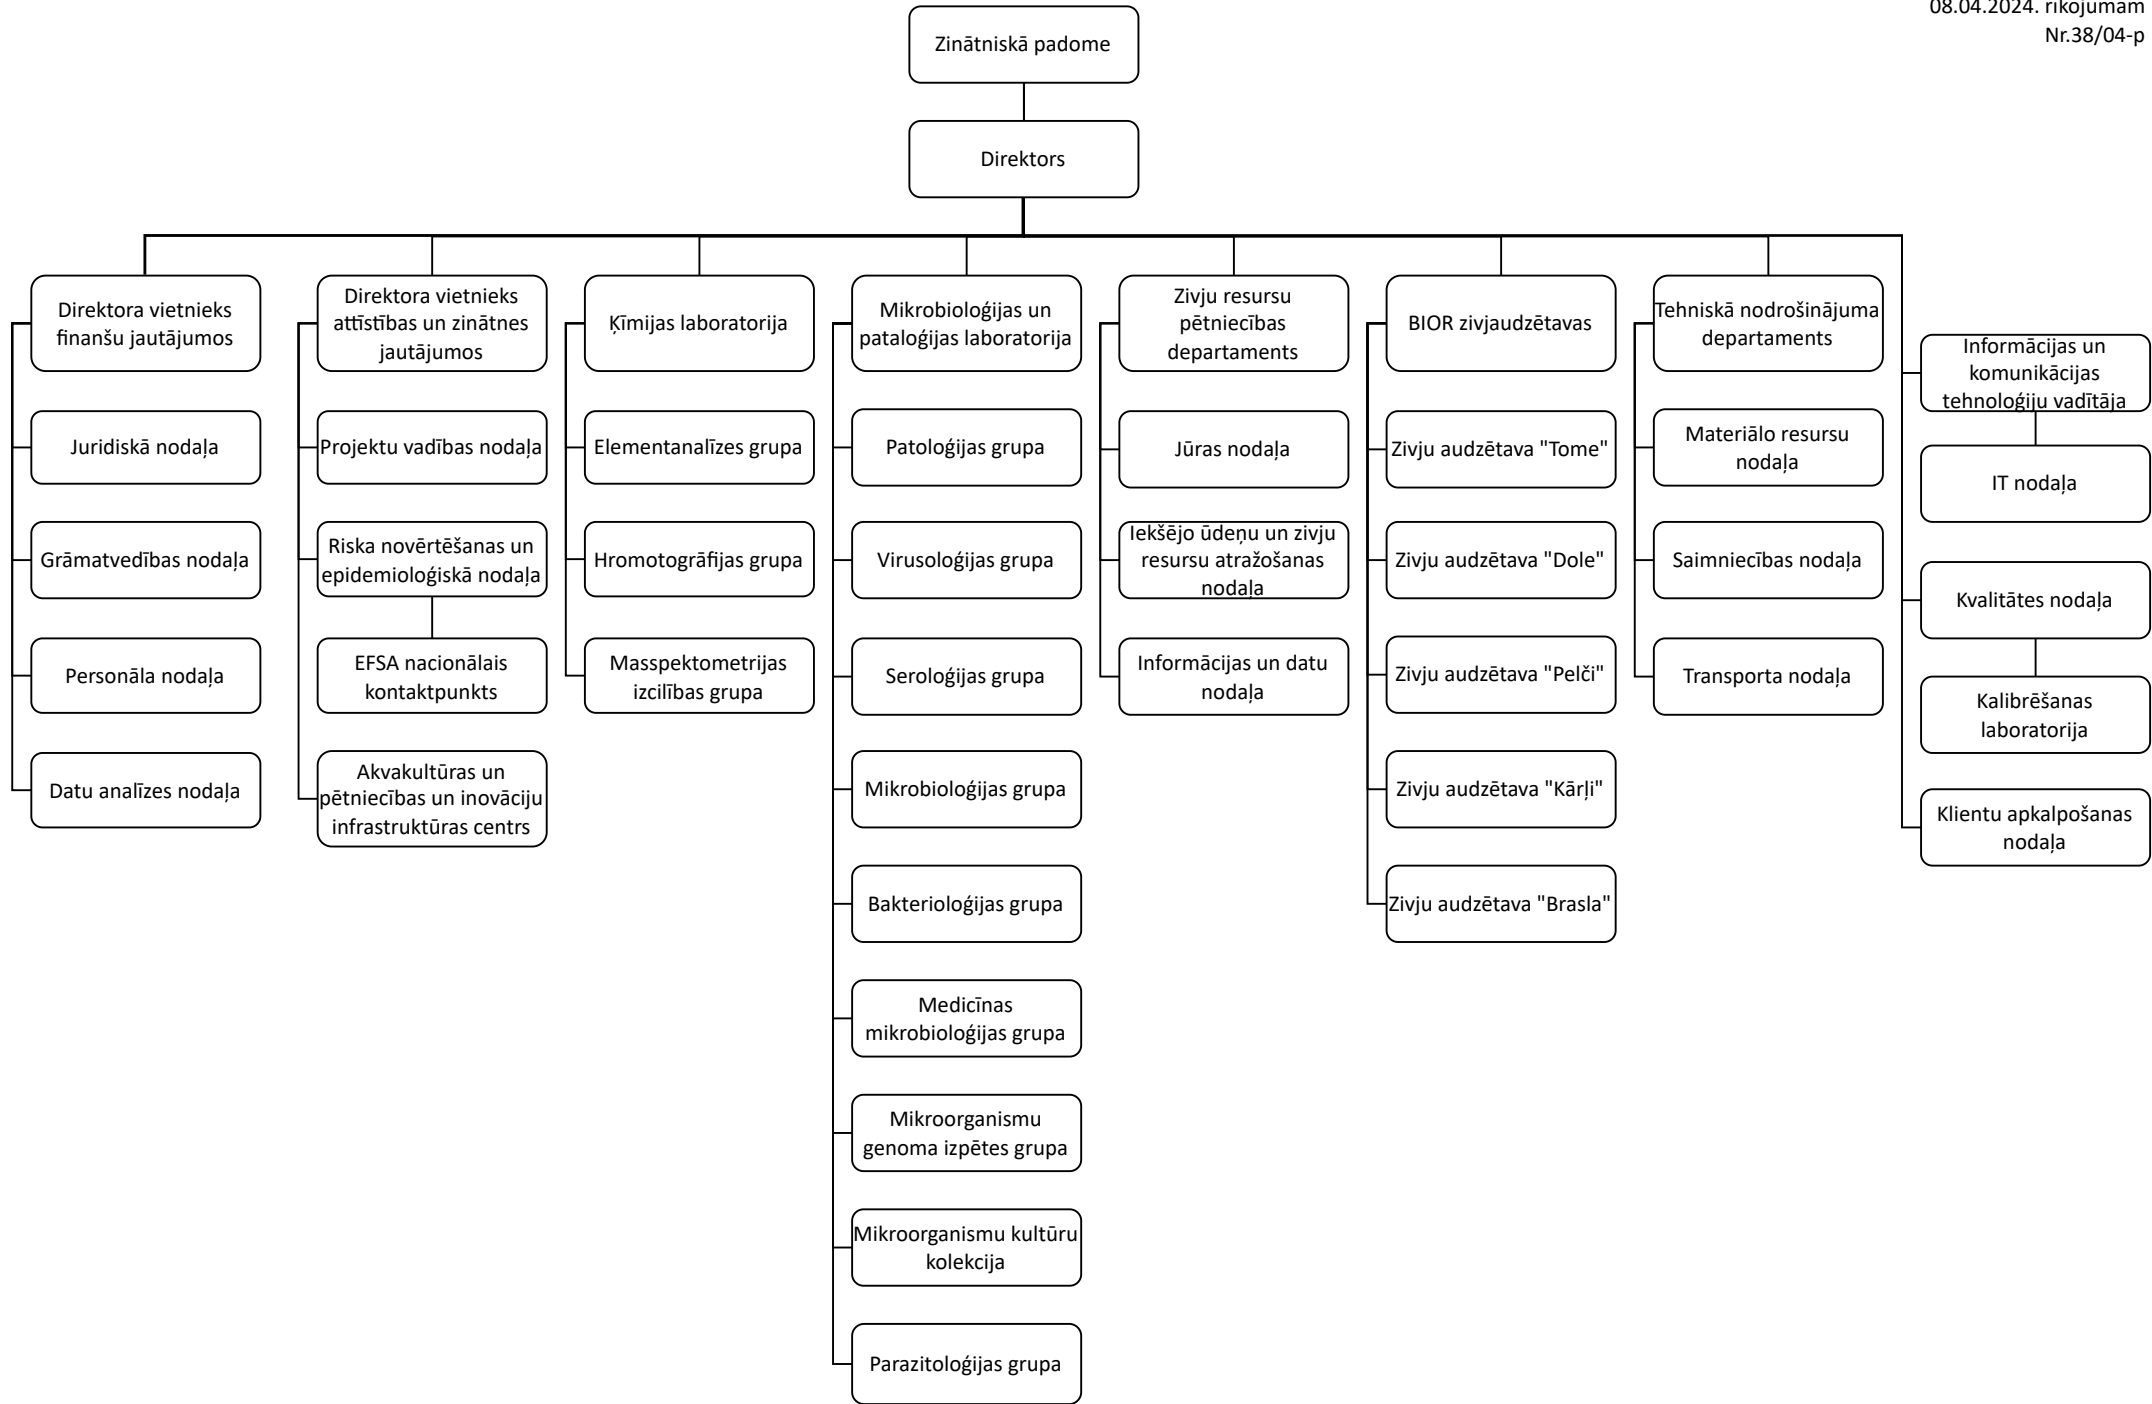 08.04.2024. rīkojumam
Nr.38/04-p
Zinātniskā padome
Direktors
Direktora vietnieks
finanšu jautājumos
Juridiskā nodaļa
Grāmatvedības nodaļa
Personāla nodaļa
Datu analīzes nodaļa
Direktora vietnieks
attīstības un zinātnes
jautājumos
Projektu vadības nodaļa
Riska novērtēšanas un
epidemioloģiskā nodaļa
EFSA nacionālais
kontaktpunkts
Akvakultūras un
pētniecības un inovāciju
infrastruktūras centrs
Ķīmijas laboratorija
Elementanalīzes grupa
Hromotogrāfijas grupa
Masspektometrijas
izcilības grupa
Mikrobioloģijas un
pataloģijas laboratorija
Patoloģijas grupa
Virusoloģijas grupa
Seroloģijas grupa
Mikrobioloģijas grupa
Bakterioloģijas grupa
Medicīnas
mikrobioloģijas grupa
Mikroorganismu
genoma izpētes grupa
Mikroorganismu kultūru
kolekcija
Parazitoloģijas grupa
Zivju resursu
pētniecības
departaments
Jūras nodaļa
Iekšējo ūdeņu un zivju
resursu atražošanas
nodaļa
Informācijas un datu
nodaļa
BIOR zivjaudzētavas
Zivju audzētava "Tome"
Zivju audzētava "Dole"
Zivju audzētava "Pelči"
Zivju audzētava "Kārļi"
Zivju audzētava "Brasla"
Tehniskā nodrošinājuma
departaments
Materiālo resursu
nodaļa
Saimniecības nodaļa
Transporta nodaļa
Informācijas un
komunikācijas
tehnoloģiju vadītāja
IT nodaļa
Kvalitātes nodaļa
Kalibrēšanas
laboratorija
Klientu apkalpošanas
nodaļa